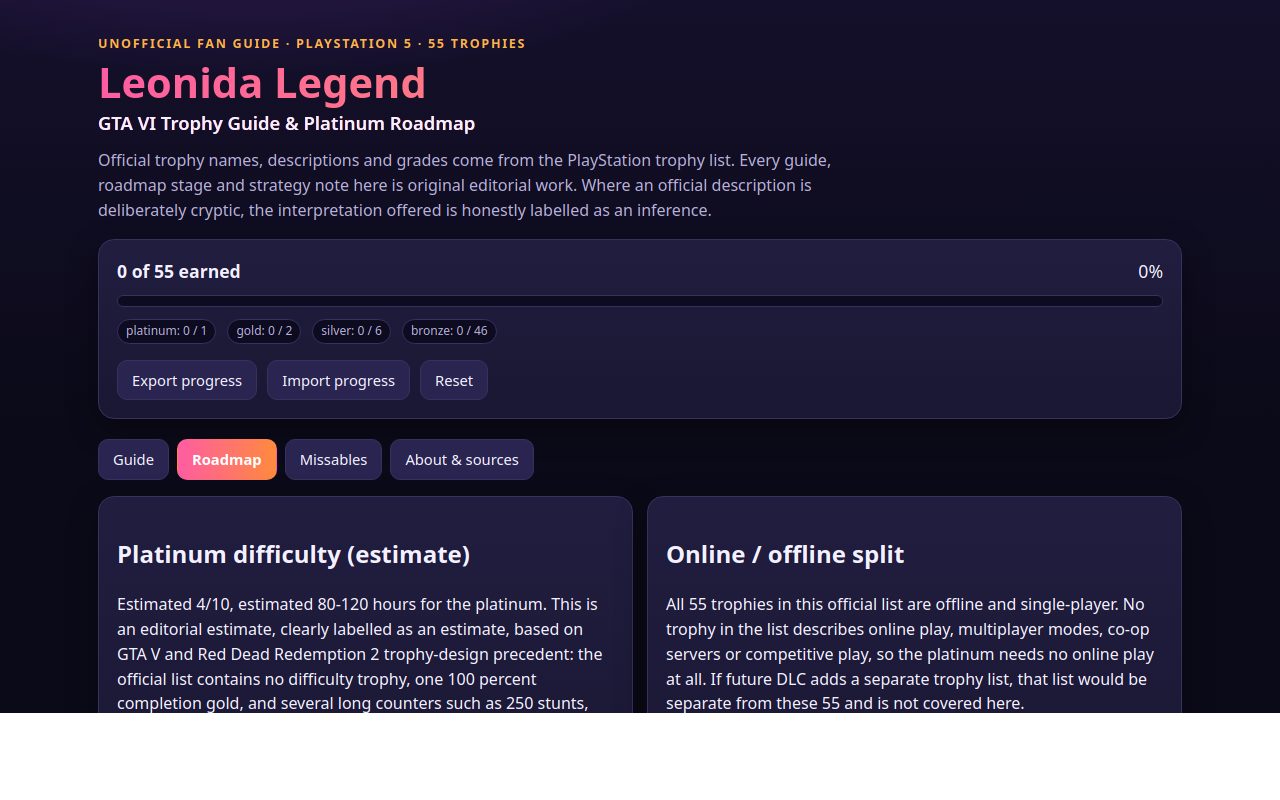 UNOFFICIAL FAN GUIDE · PLAYSTATION 5 · 55 TROPHIES
Leonida Legend
GTA VI Trophy Guide & Platinum Roadmap
Official trophy names, descriptions and grades come from the PlayStation trophy list. Every guide,
roadmap stage and strategy note here is original editorial work. Where an official description is
deliberately cryptic, the interpretation offered is honestly labelled as an inference.
0 of 55 earned
0%
platinum: 0 / 1
gold: 0 / 2
silver: 0 / 6
bronze: 0 / 46
Export progress
Import progress
Reset
Guide
Roadmap
Missables
About & sources
Platinum difficulty (estimate)
Estimated 4/10, estimated 80-120 hours for the platinum. This is
an editorial estimate, clearly labelled as an estimate, based on
GTA V and Red Dead Redemption 2 trophy-design precedent: the
official list contains no difficulty trophy, one 100 percent
completion gold, and several long counters such as 250 stunts,
Online / offline split
All 55 trophies in this official list are offline and single-player. No
trophy in the list describes online play, multiplayer modes, co-op
servers or competitive play, so the platinum needs no online play
at all. If future DLC adds a separate trophy list, that list would be
separate from these 55 and is not covered here.